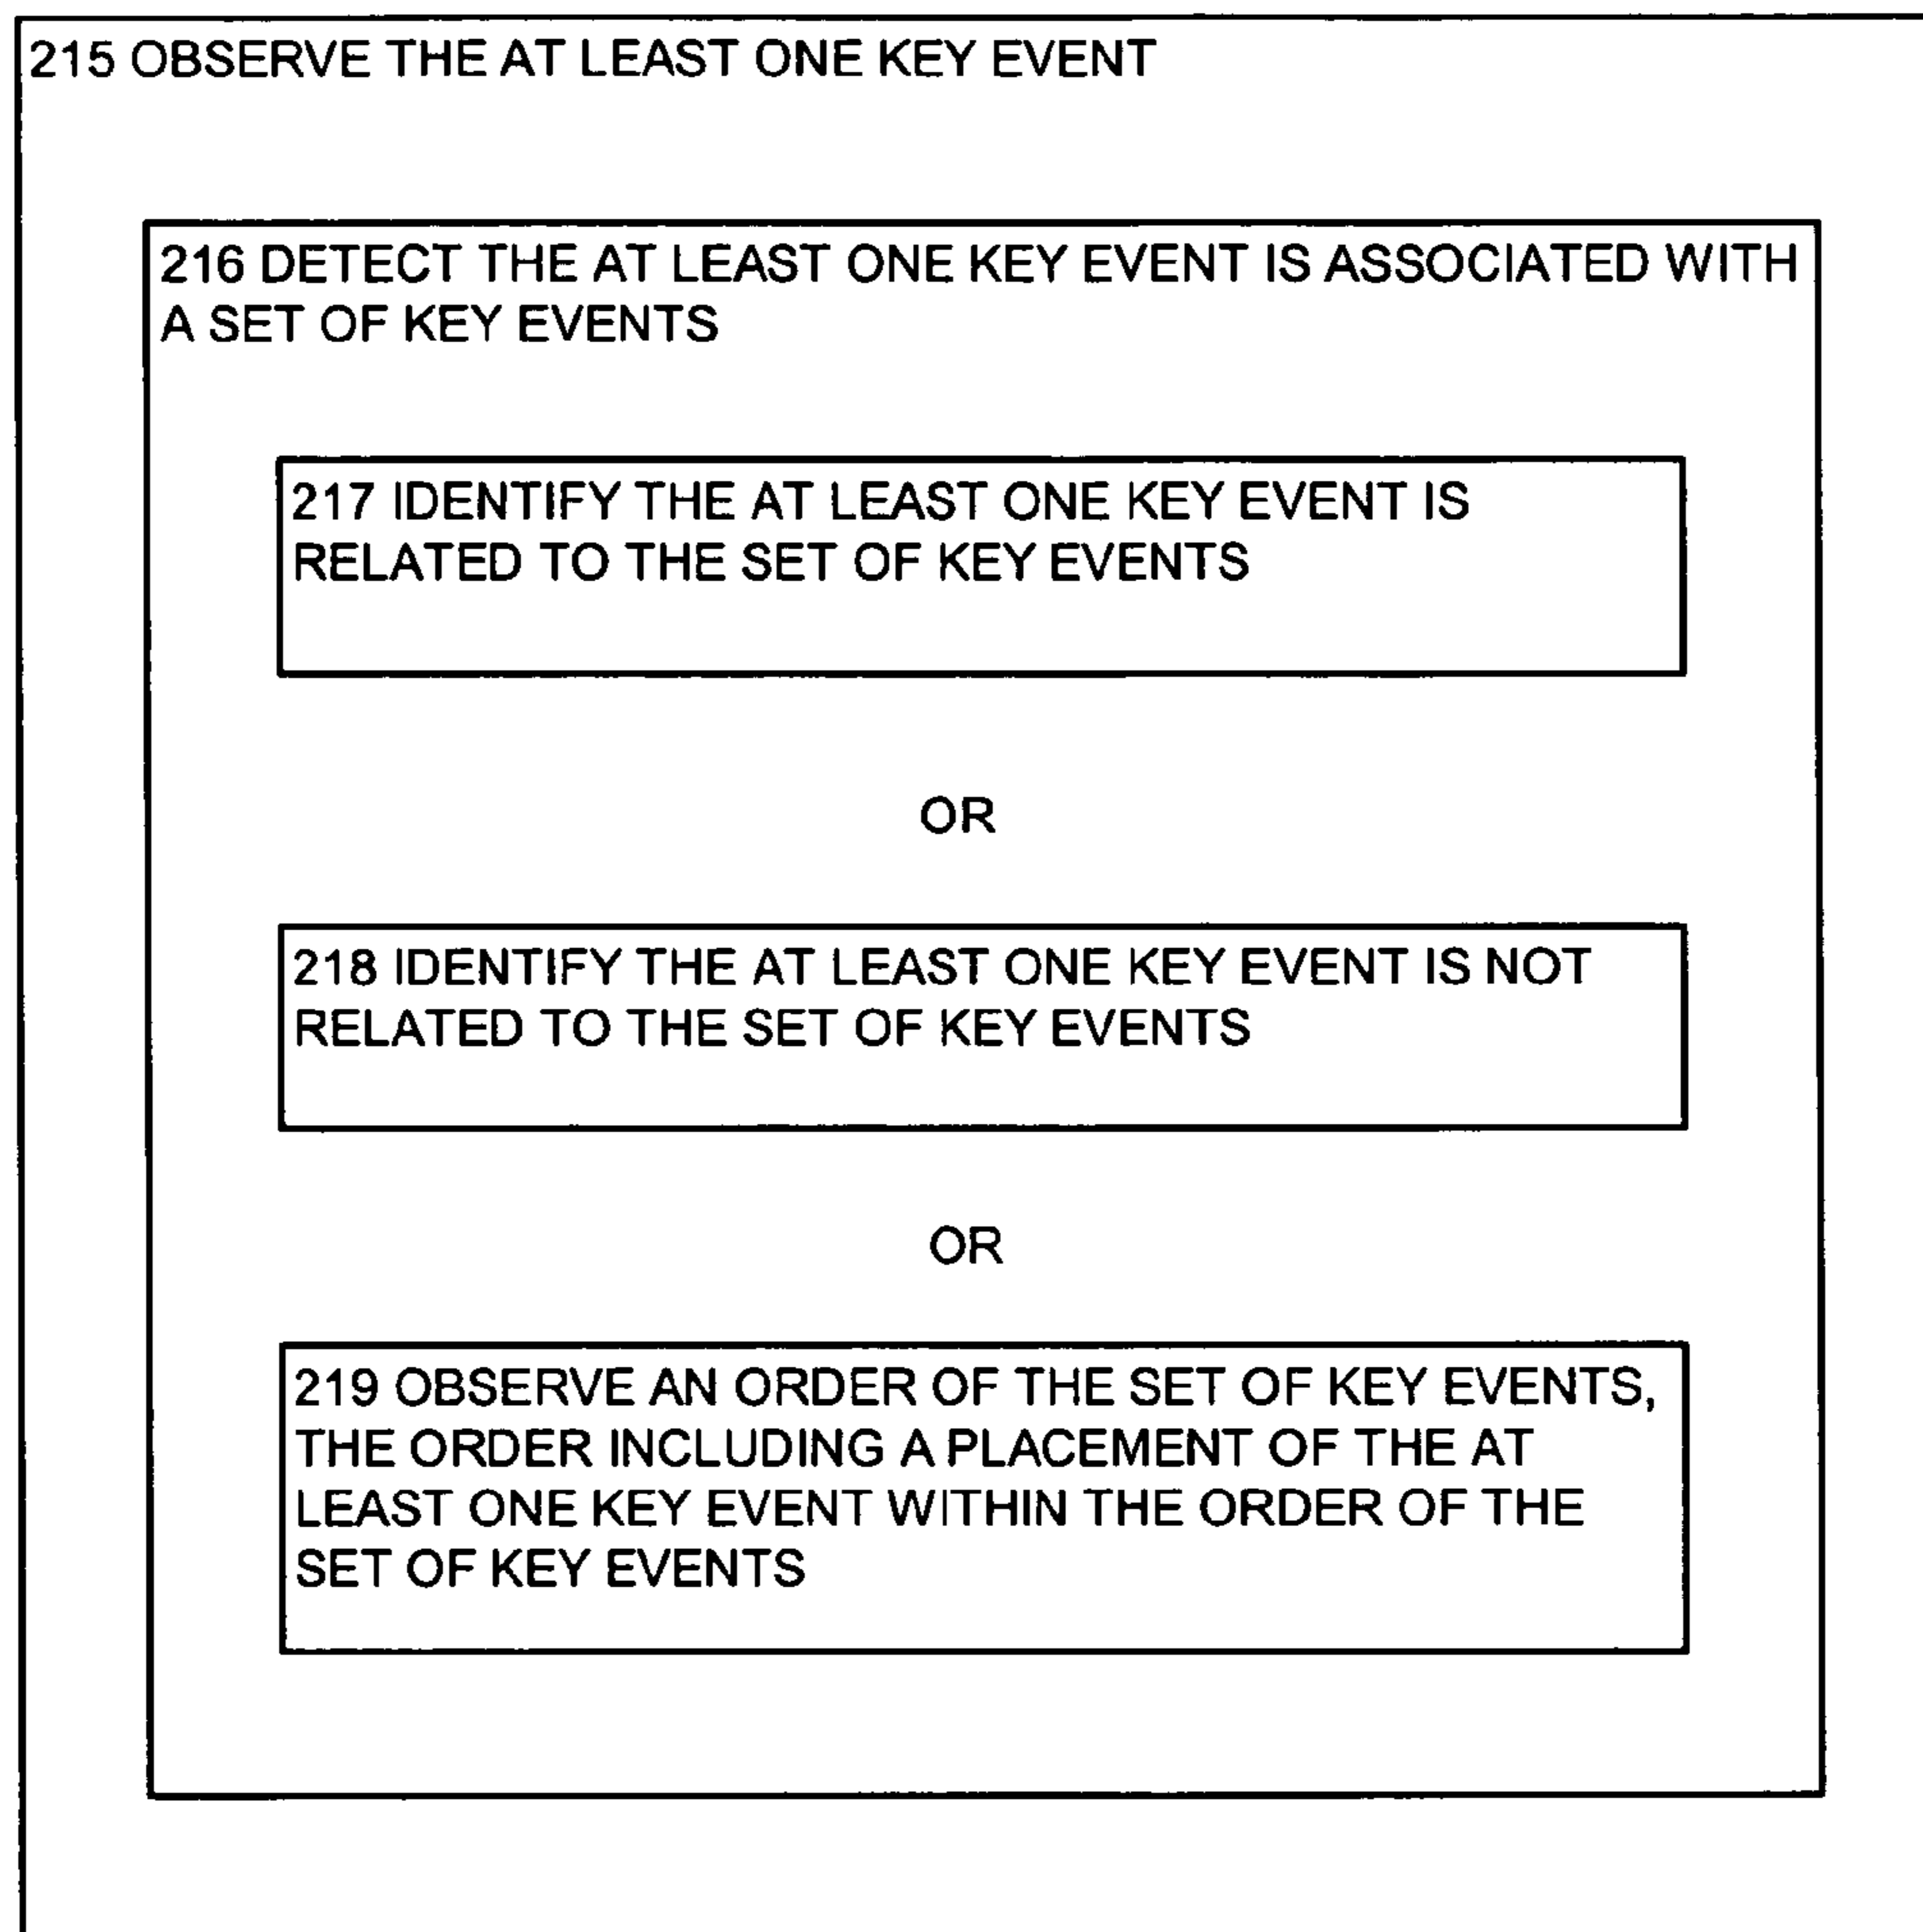 215 OBSERVE THE AT LEAST ONE KEY EVENT
216 DETECT THE AT LEAST ONE KEY EVENT IS ASSOCIATED WITH
A SET OF KEY EVENTS
217 IDENTIFY THE AT LEAST ONE KEY EVENT IS
RELATED TO THE SET OF KEY EVENTS
OR
218 IDENTIFY THE AT LEAST ONE KEY EVENT IS NOT
RELATED TO THE SET OF KEY EVENTS
OR
219 OBSERVE AN ORDER OF THE SET OF KEY EVENTS,
THE ORDER INCLUDING A PLACEMENT OF THE AT
LEAST ONE KEY EVENT WITHIN THE ORDER OF THE
SET OF KEY EVENTS